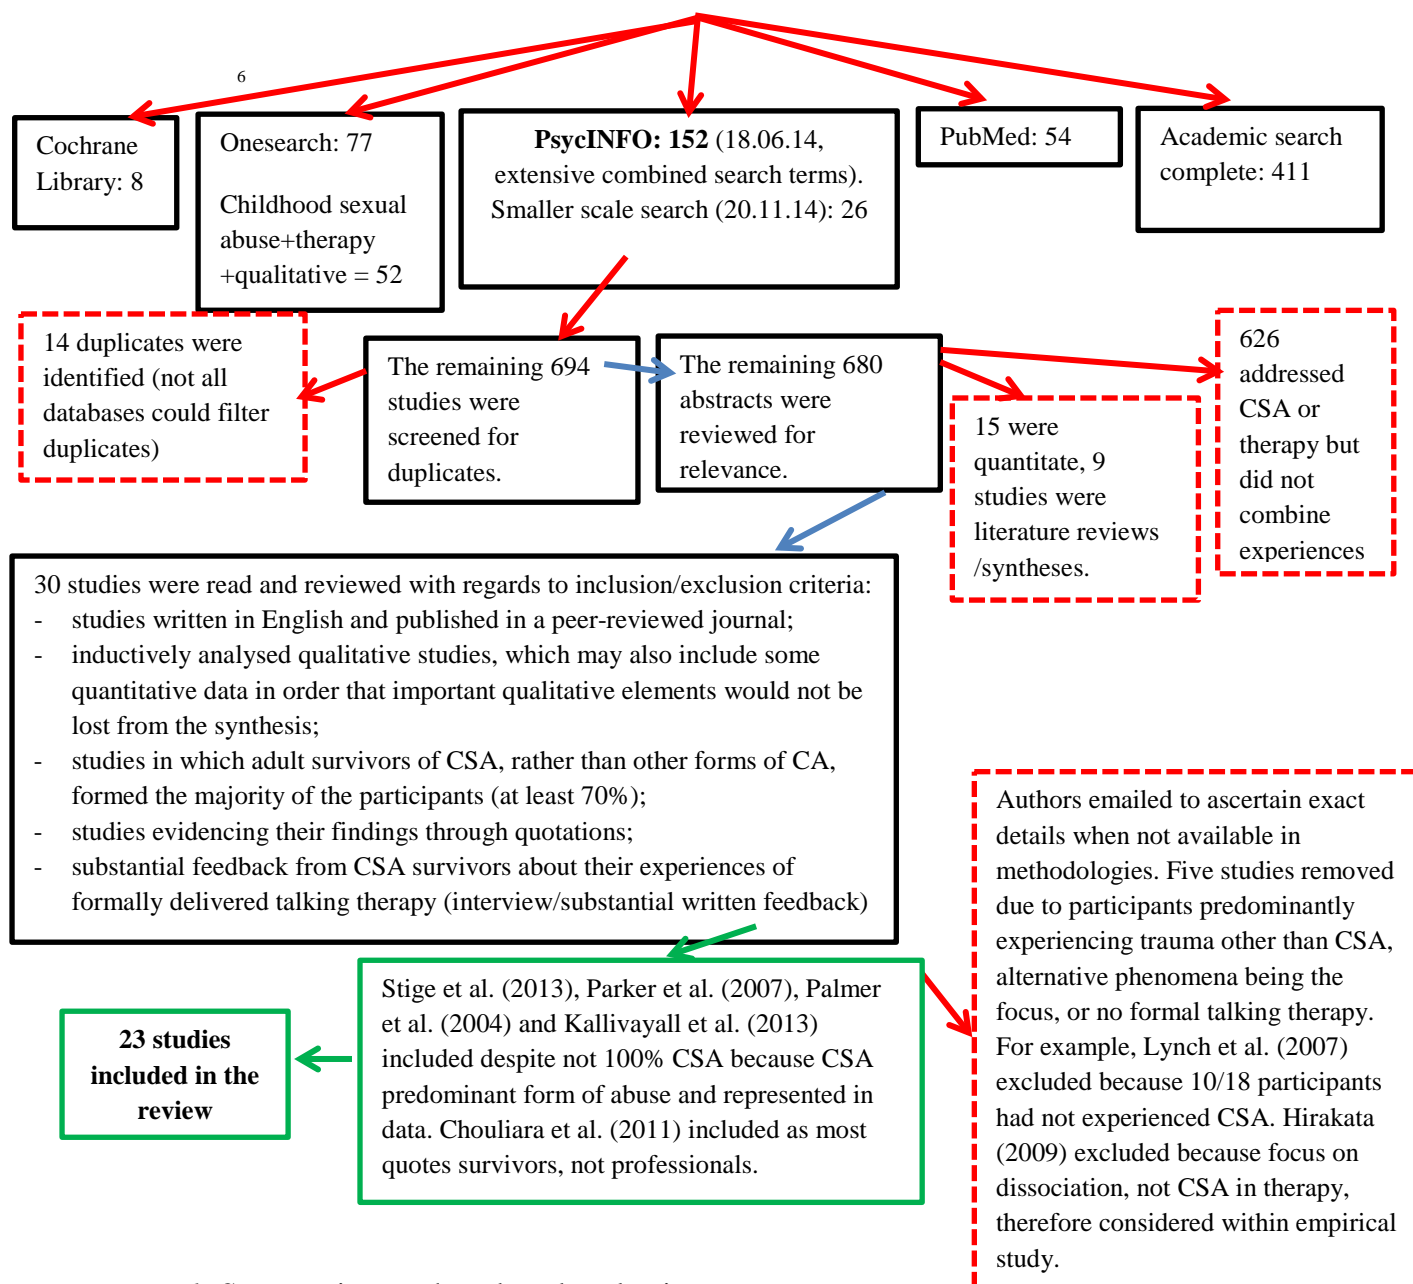 6
Cochrane
Library: 8
Onesearch: 77
Childhood sexual
abuse+therapy
+qualitative = 52
PsycINFO: 152 (18.06.14,
extensive combined search terms).
Smaller scale search (20.11.14): 26
PubMed: 54
Academic search
complete: 411
14 duplicates were
identified (not all
databases could filter
duplicates)
The remaining 694
studies were
screened for
duplicates.
The remaining 680
abstracts were
reviewed for
relevance.
15 were
quantitate, 9
studies were
literature reviews
/syntheses.
626
addressed
CSA or
therapy but
did not
combine
experiences
30 studies were read and reviewed with regards to inclusion/exclusion criteria:
- studies written in English and published in a peer-reviewed journal;
- inductively analysed qualitative studies, which may also include some
quantitative data in order that important qualitative elements would not be
lost from the synthesis;
- studies in which adult survivors of CSA, rather than other forms of CA,
formed the majority of the participants (at least 70%);
- studies evidencing their findings through quotations;
- substantial feedback from CSA survivors about their experiences of
formally delivered talking therapy (interview/substantial written feedback)
Authors emailed to ascertain exact
details when not available in
methodologies. Five studies removed
due to participants predominantly
experiencing trauma other than CSA,
alternative phenomena being the
focus, or no formal talking therapy.
For example, Lynch et al. (2007)
excluded because 10/18 participants
had not experienced CSA. Hirakata
(2009) excluded because focus on
dissociation, not CSA in therapy,
therefore considered within empirical
study.
Stige et al. (2013), Parker et al. (2007), Palmer
et al. (2004) and Kallivayall et al. (2013)
included despite not 100% CSA because CSA
predominant form of abuse and represented in
data. Chouliara et al. (2011) included as most
quotes survivors, not professionals.
23 studies
included in the
review